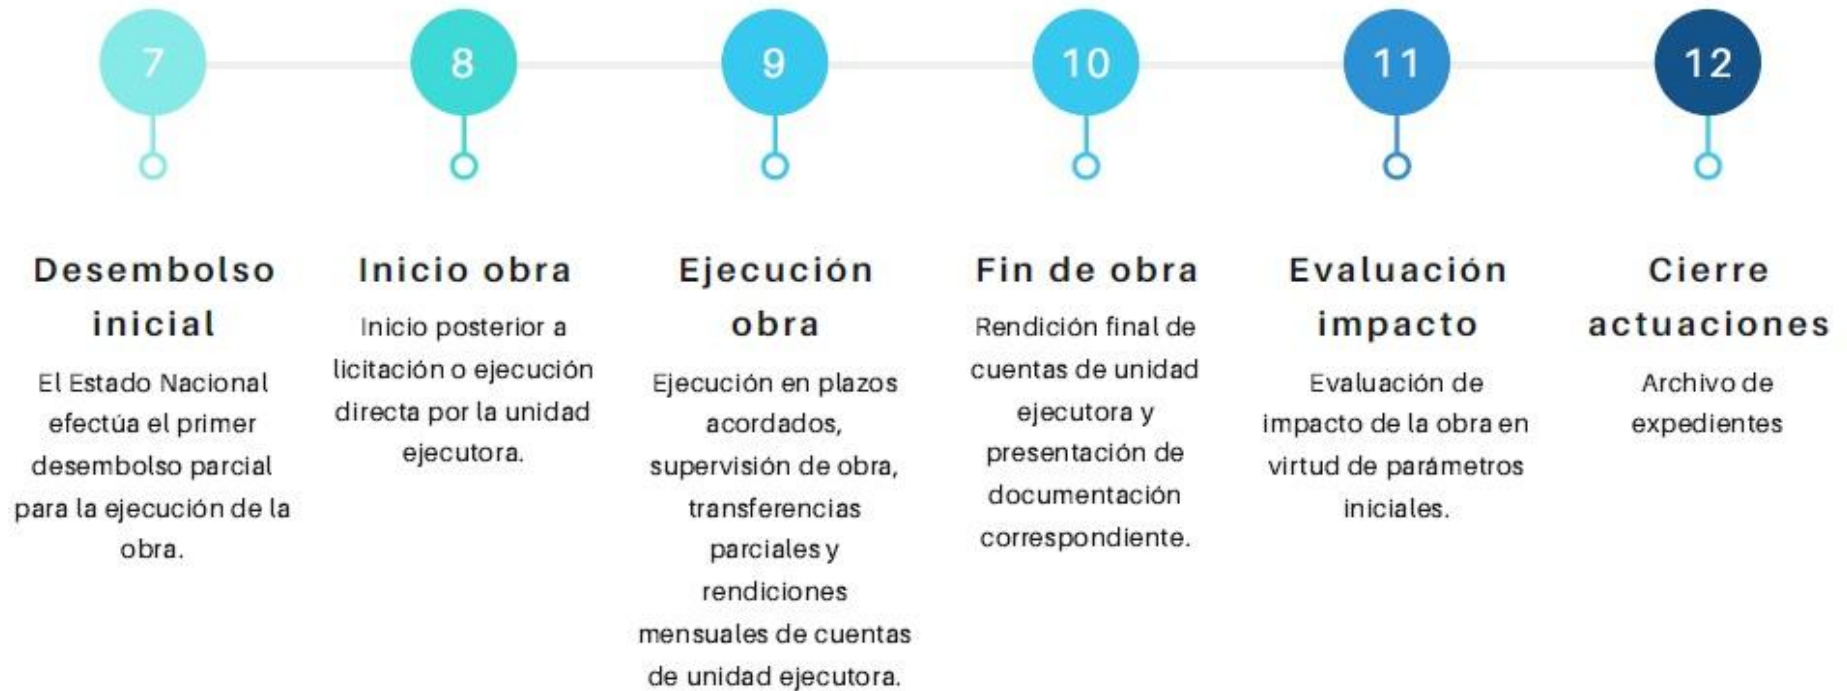 7
8
9
10
11
12
Desembolso
inicial
El Estado Nacional
efectúa el primer
desembolso parcial
para la ejecución de la
obra.
Inicio obra
Inicio posterior a
licitación o ejecución
directa por la unidad
ejecutora.
Ejecución
obra
Ejecución en plazos
acordados,
supervisión de obra,
transferencias
parciales y
rendiciones
mensuales de cuentas
de unidad ejecutora.
Fin de obra
Rendición final de
cuentas de unidad
ejecutora y
presentación de
documentación
correspondiente.
Evaluación
impacto
Evaluación de
impacto de la obra en
virtud de parámetros
iniciales.
Cierre
actuaciones
Archivo de
expedientes